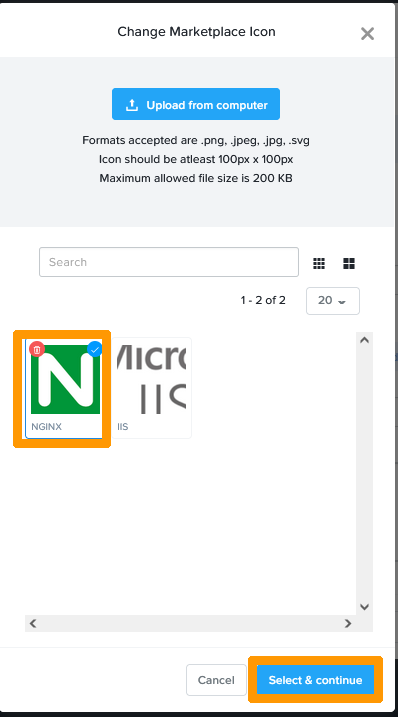 Change Marketplace Icon
Upload from computer
Formats accepted are .png, .jpeg, .jpg, .svg
Icon should be atleast 100px x 100px
Maximum allowed file size is 200 KB
Search
1 - 2 of 2
20
N
Micro
IIS
NGINX
IIS
Cancel
Select & continue